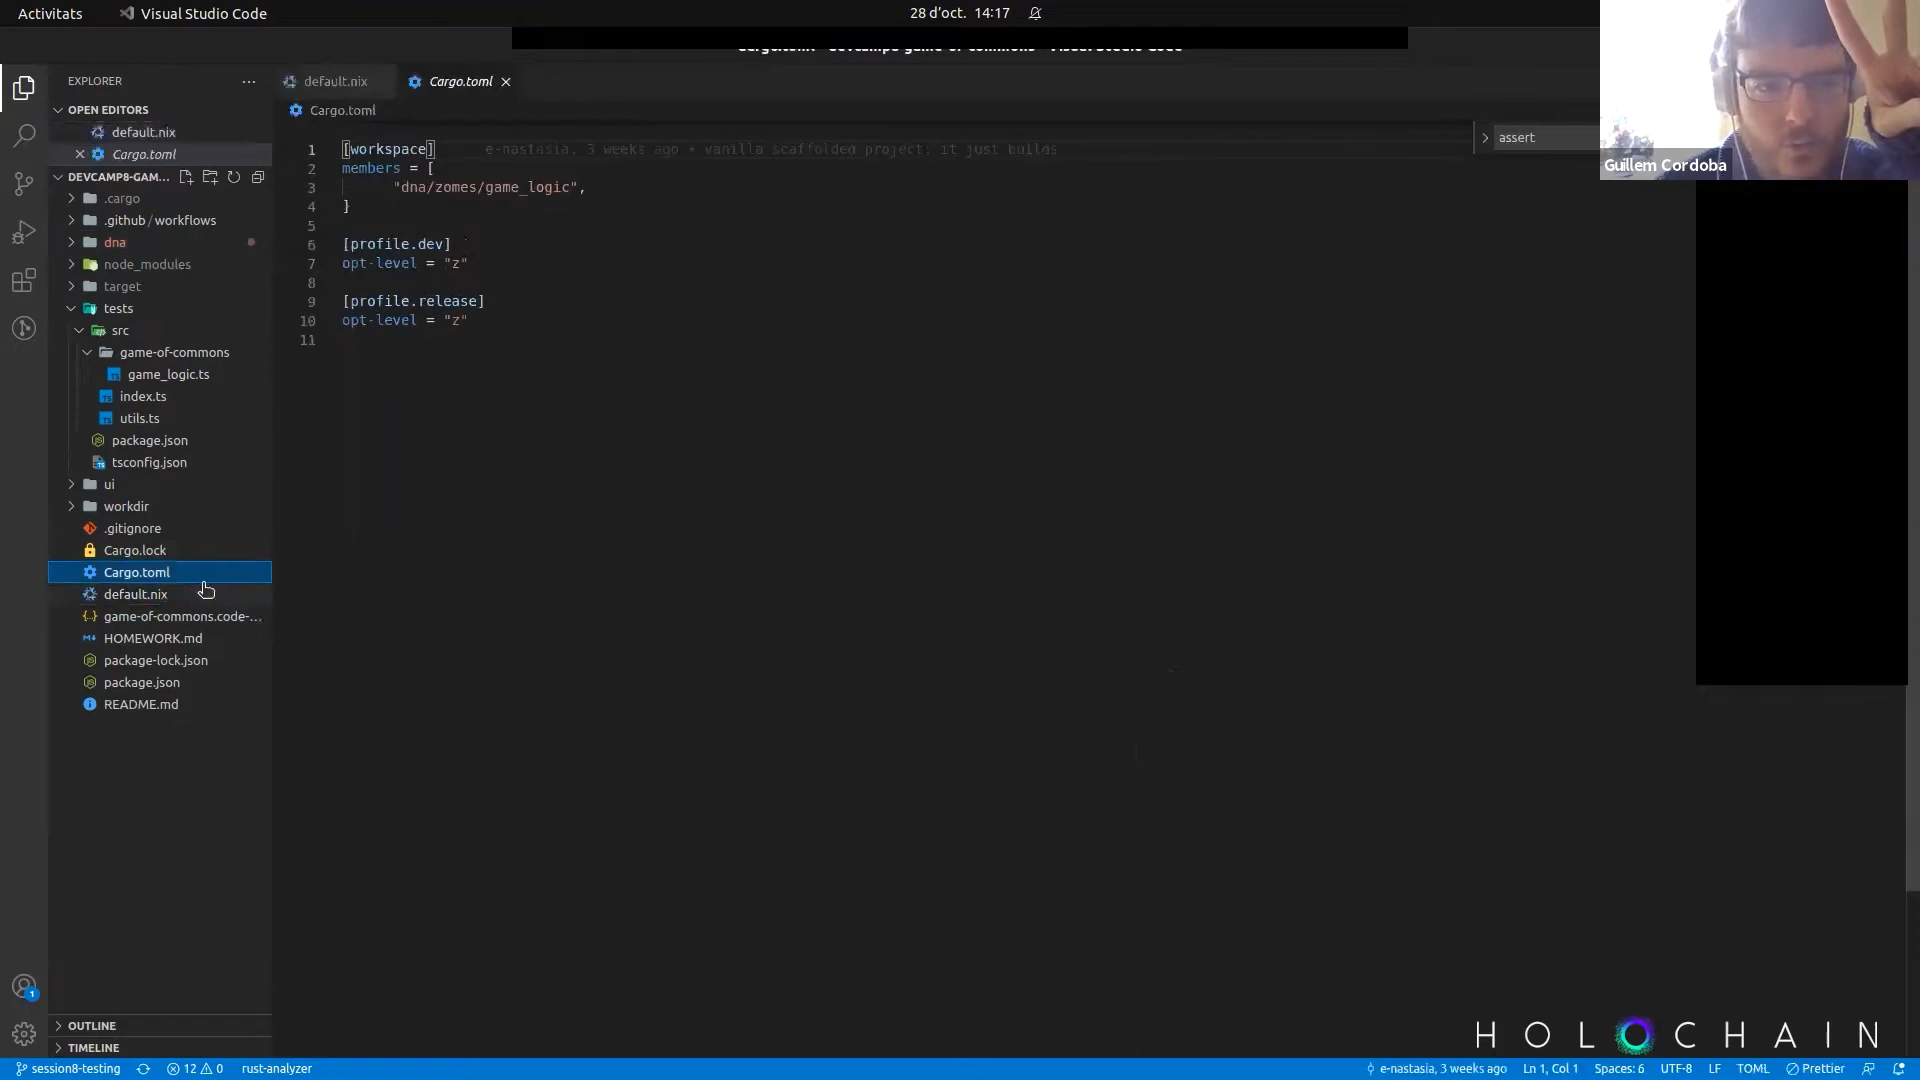 Activitats
Visual Studio Code
28 d'oct. 14:17
EXPLORER
default.nix
Cargo.toml
OPEN EDITORS
Cargo.toml
default.nix
Cargo.toml
DEVCAMP8-GAM...
.cargo
.github/workflows
dna
node_modules
target
tests
src
game-of-commons
game_logic.ts
index.ts
utils.ts
package.json
tsconfig.json
ui
workdir
.gitignore
Cargo.lock
Cargo.toml
default.nix
game-of-commons.code-...
HOMEWORK.md
package-lock.json
package.json
README.md
OUTLINE
TIMELINE
1 [workspace] e-nastasia, 3 weeks ago • vanilla scaffolded project: it just builds
2 members = [
3 "dna/zomes/game_logic",
4 ]
5
6 [profile.dev]
7 opt-level = "z"
8
9 [profile.release]
10 opt-level = "z"
11
assert
Guillem Cordoba
HOLOCHAIN
1
session8-testing
12 0
rust-analyzer
e-nastasia, 3 weeks ago
Ln 1, Col 1
Spaces: 6
UTF-8
LF
TOML
Prettier